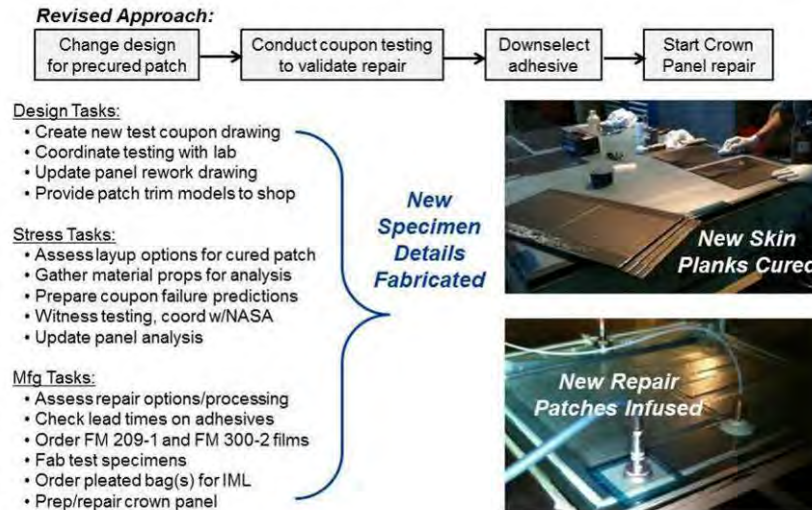 Revised Approach:
Change design
for precured patch
Conduct coupon testing
to validate repair
Downselect
adhesive
Start Crown
Panel repair
Design Tasks:
• Create new test coupon drawing
• Coordinate testing with lab
• Update panel rework drawing
• Provide patch trim models to shop
Stress Tasks:
• Assess layup options for cured patch
• Gather material props for analysis
• Prepare coupon failure predictions
• Witness testing, coord w/NASA
• Update panel analysis
Mfg Tasks:
• Assess repair options/processing
• Check lead times on adhesives
• Order FM 209-1 and FM 300-2 films
• Fab test specimens
• Order pleated bag(s) for IML
• Prep/repair crown panel
New
Specimen
Details
Fabricated
New Skin
Planks Cured
New Repair
Patches Infused